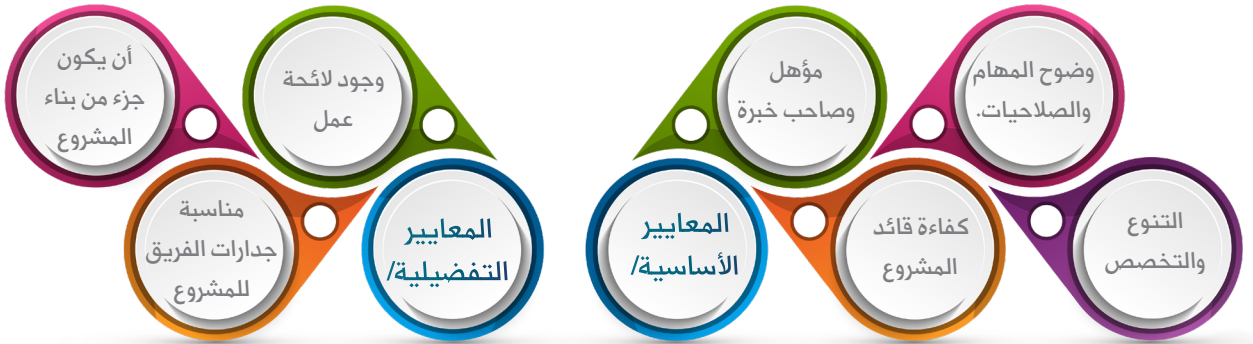 المعايير
الأساسية/
مؤهل
وصاحب خبرة
كفاءة قائد
المشروع
وضوح المهام
والصلاحيات.
التنوع
والتخصص
المعايير
التفضيلية/
وجود لائحة
عمل
مناسبة
جدارات الفريق
للمشروع
أن يكون
جزء من بناء
المشروع